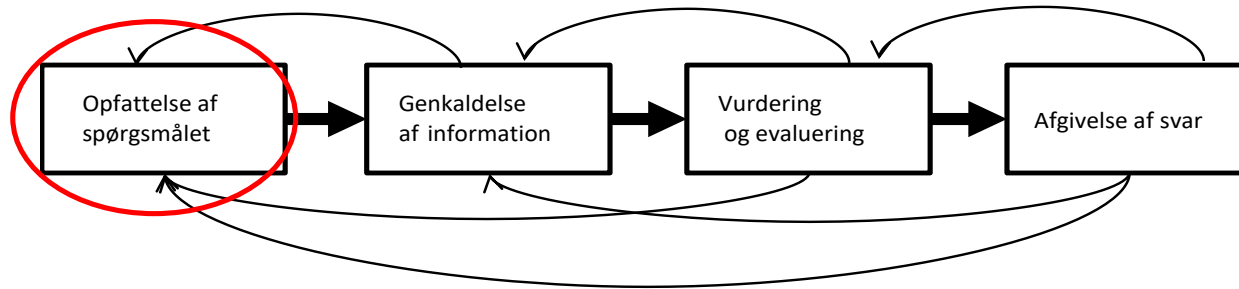 Opfattelse af
spørgsmålet
Genkaldelse
af information
Vurdering
og evaluering
Afgivelse af svar